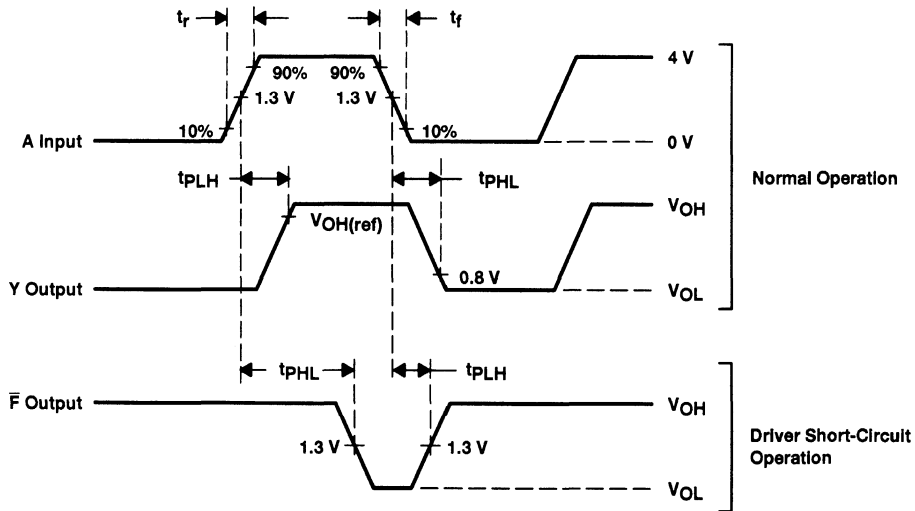 tr
tf
90% 90%
4 V
1.3 V 1.3 V
10% 10%
A Input
0 V
Normal Operation
tPLH
tPHL
VOH
VOH(ref)
0.8 V
Y Output
VOL
tPHL
tPLH
F̅ Output
VOH
1.3 V 1.3 V
Driver Short-Circuit
Operation
VOL